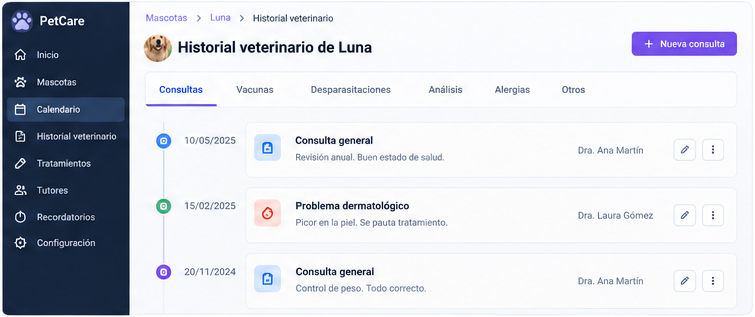 PetCare
Inicio
Mascotas
Calendario
Historial veterinario
Tratamientos
Tutores
Recordatorios
Configuración
Mascotas > Luna > Historial veterinario
Historial veterinario de Luna
+ Nueva consulta
Consultas Vacunas Desparasitaciones Análisis Alergias Otros
10/05/2025
Consulta general
Revisión anual. Buen estado de salud.
Dra. Ana Martín
15/02/2025
Problema dermatológico
Picor en la piel. Se pauta tratamiento.
Dra. Laura Gómez
20/11/2024
Consulta general
Control de peso. Todo correcto.
Dra. Ana Martín